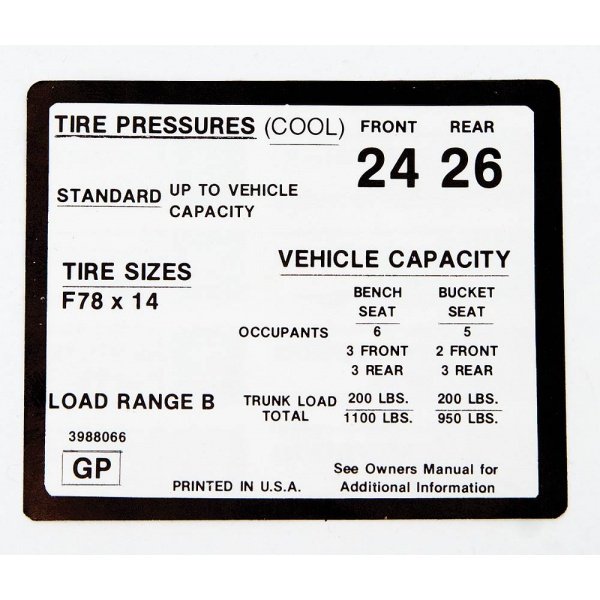 TIRE PRESSURES (COOL) FRONT REAR
24 26
STANDARD UP TO VEHICLE
CAPACITY
VEHICLE CAPACITY
TIRE SIZES
F78 x 14
BENCH BUCKET
SEAT SEAT
OCCUPANTS 6 5
3 FRONT 2 FRONT
3 REAR 3 REAR
LOAD RANGE B
TRUNK LOAD 200 LBS. 200 LBS.
TOTAL 1100 LBS. 950 LBS.
3988066
GP
PRINTED IN U.S.A.
See Owners Manual for
Additional Information